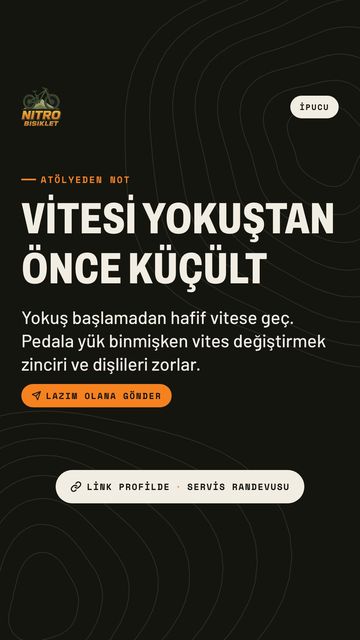 NITRO
BISIKLET
İPUCU
ATÖLYEDEN NOT
VİTESİ YOKUŞTAN
ÖNCE KÜÇÜLT
Yokuş başlamadan hafif vitese geç.
Pedala yük binmişken vites değiştirmek
zinciri ve dişlileri zorlar.
LAZIM OLANA GÖNDER
LİNK PROFİLDE · SERVİS RANDEVUSU